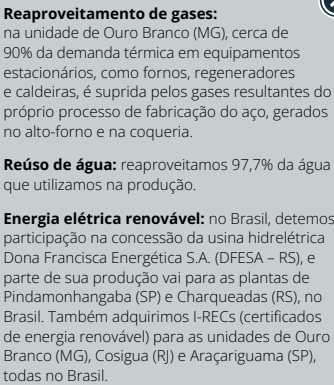 Reaproveitamento de gases:
na unidade de Ouro Branco (MG), cerca de
90% da demanda térmica em equipamentos
estacionários, como fornos, regeneradores
e caldeiras, é suprida pelos gases resultantes do
próprio processo de fabricação do aço, gerados
no alto-forno e na coqueria.
Reúso de água: reaproveitamos 97,7% da água
que utilizamos na produção.
Energia elétrica renovável: no Brasil, detemos
participação na concessão da usina hidrelétrica
Dona Francisca Energética S.A. (DFESA – RS), e
parte de sua produção vai para as plantas de
Pindamonhangaba (SP) e Charqueadas (RS), no
Brasil. Também adquirimos I-RECs (certificados
de energia renovável) para as unidades de Ouro
Branco (MG), Cosigua (RJ) e Araçariguama (SP),
todas no Brasil.